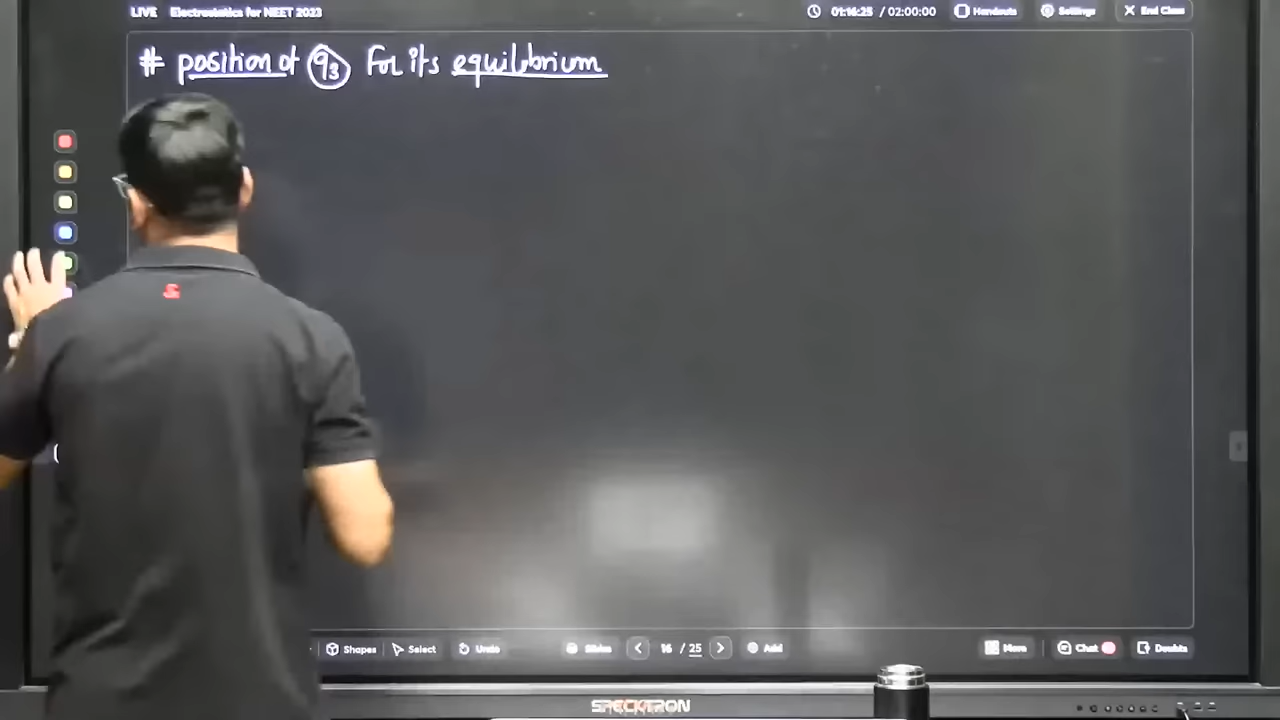 LIVE Electrostatics for NEET 2023
01:16:25 / 02:00:00 Handouts Settings End Class
# position of q3 For its equilibrium
Shapes Select Undo Slides 16 / 25 Add More Chat Doubts
SPECKTRON